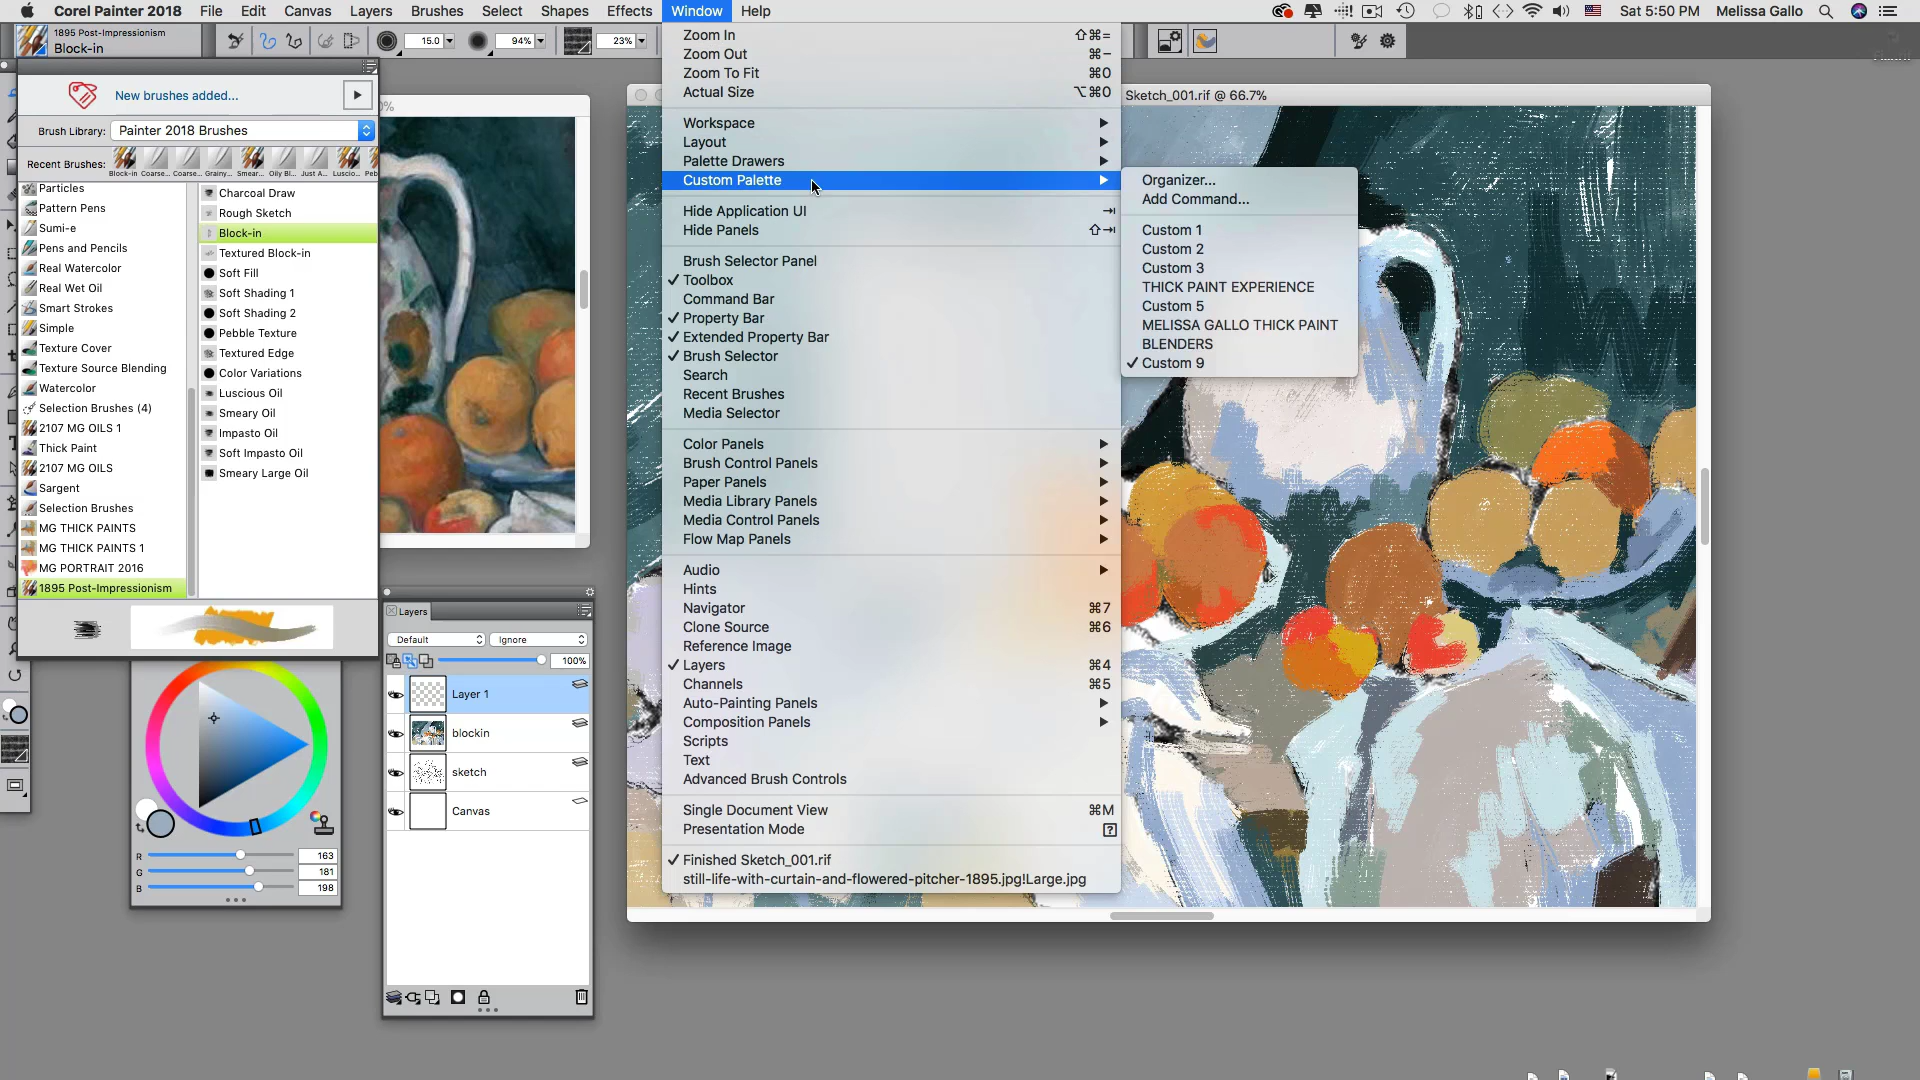 Corel Painter 2018 File Edit Canvas Layers Brushes Select Shapes Effects Window Help
Sat 5:50 PM Melissa Gallo
1895 Post-Impressionism
Block-in
15.0
94%
23%
New brushes added...
Brush Library: Painter 2018 Brushes
Recent Brushes:
Block-in Coarse... Coarse... Grainy... Smear... Oily Bl... Just A... Luscio... Peb
Particles
Pattern Pens
Sumi-e
Pens and Pencils
Real Watercolor
Real Wet Oil
Smart Strokes
Simple
Texture Cover
Texture Source Blending
Watercolor
Selection Brushes (4)
2107 MG OILS 1
Thick Paint
2107 MG OILS
Sargent
Selection Brushes
MG THICK PAINTS
MG THICK PAINTS 1
MG PORTRAIT 2016
1895 Post-Impressionism
Charcoal Draw
Rough Sketch
Block-in
Textured Block-in
Soft Fill
Soft Shading 1
Soft Shading 2
Pebble Texture
Textured Edge
Color Variations
Luscious Oil
Smeary Oil
Impasto Oil
Soft Impasto Oil
Smeary Large Oil
R 163
G 181
B 198
0%
Layers
Default Ignore
100%
Layer 1
blockin
sketch
Canvas
Zoom In ⇧⌘=
Zoom Out ⌘−
Zoom To Fit ⌘0
Actual Size ⌥⌘0
Workspace
Layout
Palette Drawers
Custom Palette
Hide Application UI ⇥
Hide Panels ⇧⇥
Brush Selector Panel
✓ Toolbox
Command Bar
✓ Property Bar
✓ Extended Property Bar
✓ Brush Selector
Search
Recent Brushes
Media Selector
Color Panels
Brush Control Panels
Paper Panels
Media Library Panels
Media Control Panels
Flow Map Panels
Audio
Hints
Navigator ⌘7
Clone Source ⌘6
Reference Image
✓ Layers ⌘4
Channels ⌘5
Auto-Painting Panels
Composition Panels
Scripts
Text
Advanced Brush Controls
Single Document View ⌘M
Presentation Mode ?
✓ Finished Sketch_001.rif
still-life-with-curtain-and-flowered-pitcher-1895.jpg!Large.jpg
Organizer...
Add Command...
Custom 1
Custom 2
Custom 3
THICK PAINT EXPERIENCE
Custom 5
MELISSA GALLO THICK PAINT
BLENDERS
✓ Custom 9
Sketch_001.rif @ 66.7%